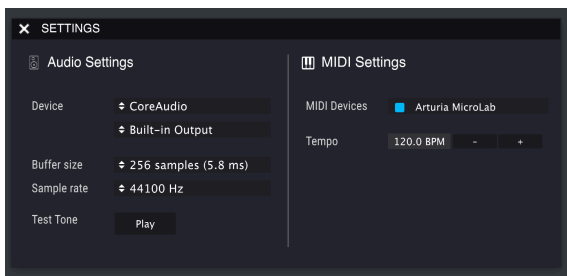 SETTINGS
Audio Settings
Device
CoreAudio
Built-in Output
Buffer size
256 samples (5.8 ms)
Sample rate
44100 Hz
Test Tone
Play
MIDI Settings
MIDI Devices
Arturia MicroLab
Tempo
120.0 BPM
-
+